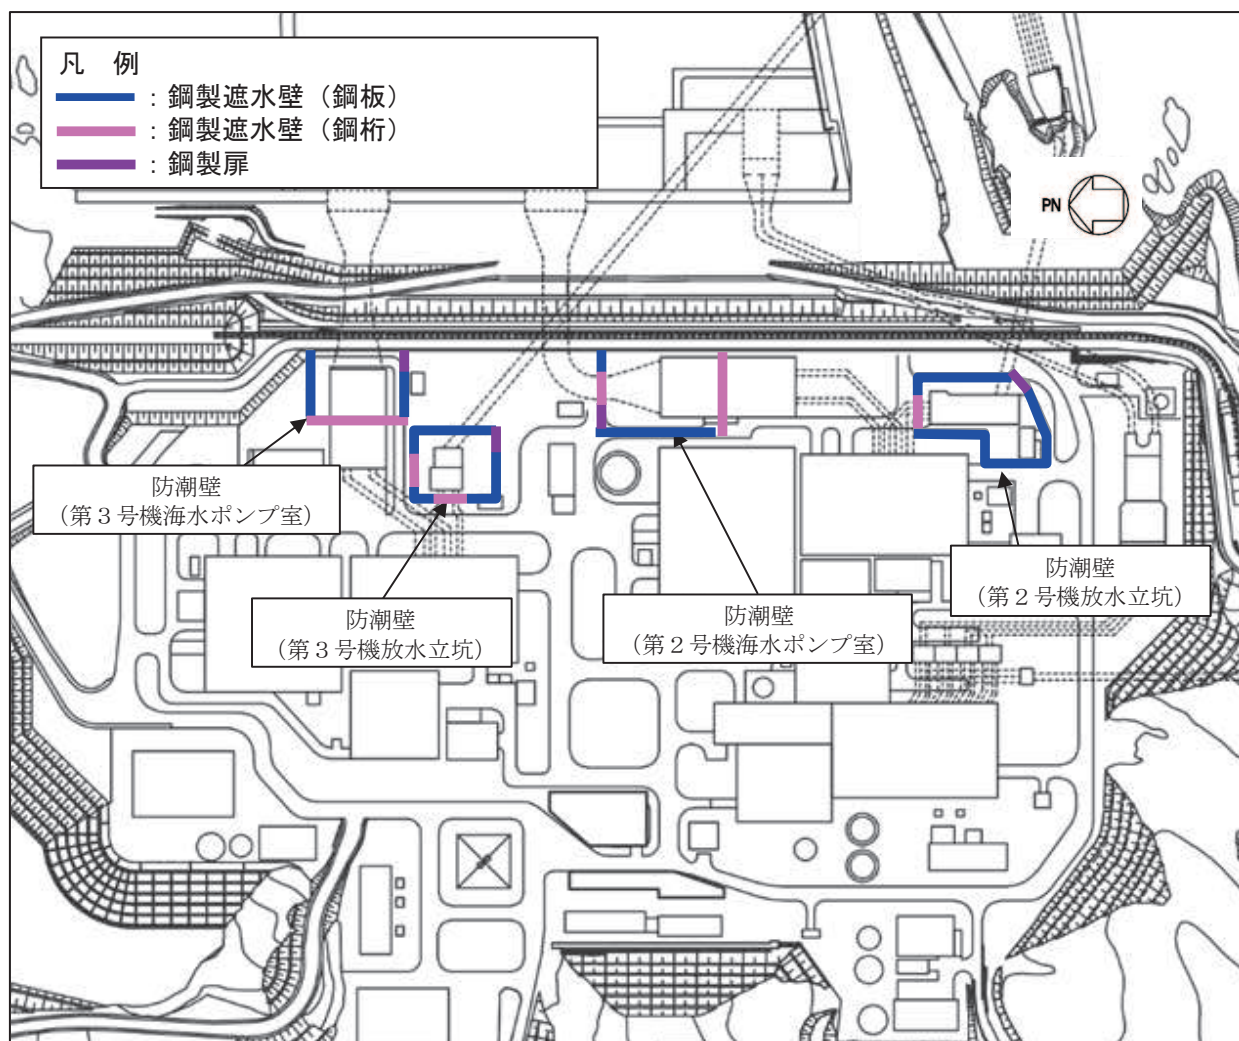 凡　例
：鋼製遮水壁（鋼板）
：鋼製遮水壁（鋼桁）
：鋼製扉
PN
防潮壁
（第３号機海水ポンプ室）
防潮壁
（第３号機放水立坑）
防潮壁
（第２号機海水ポンプ室）
防潮壁
（第２号機放水立坑）